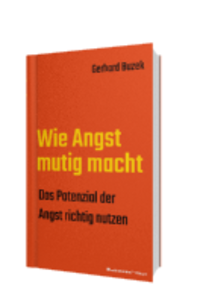 Gerhard Buzek
Wie Angst
mutig macht
Das Potenzial der
Angst richtig nutzen